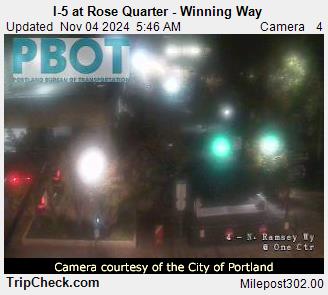 I-5 at Rose Quarter - Winning Way
Updated Nov 04 2024 5:46 AM Camera 4
PBOT
PORTLAND BUREAU OF TRANSPORTATION
4 - N. Ramsey Wy
@ One Ctr
Camera courtesy of the City of Portland
TripCheck.com Milepost302.00